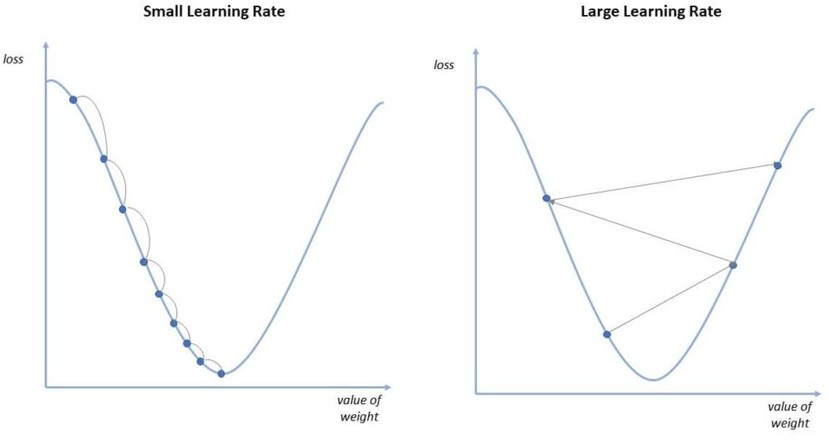 Small Learning Rate
loss
value of
weight
Large Learning Rate
loss
value of
weight